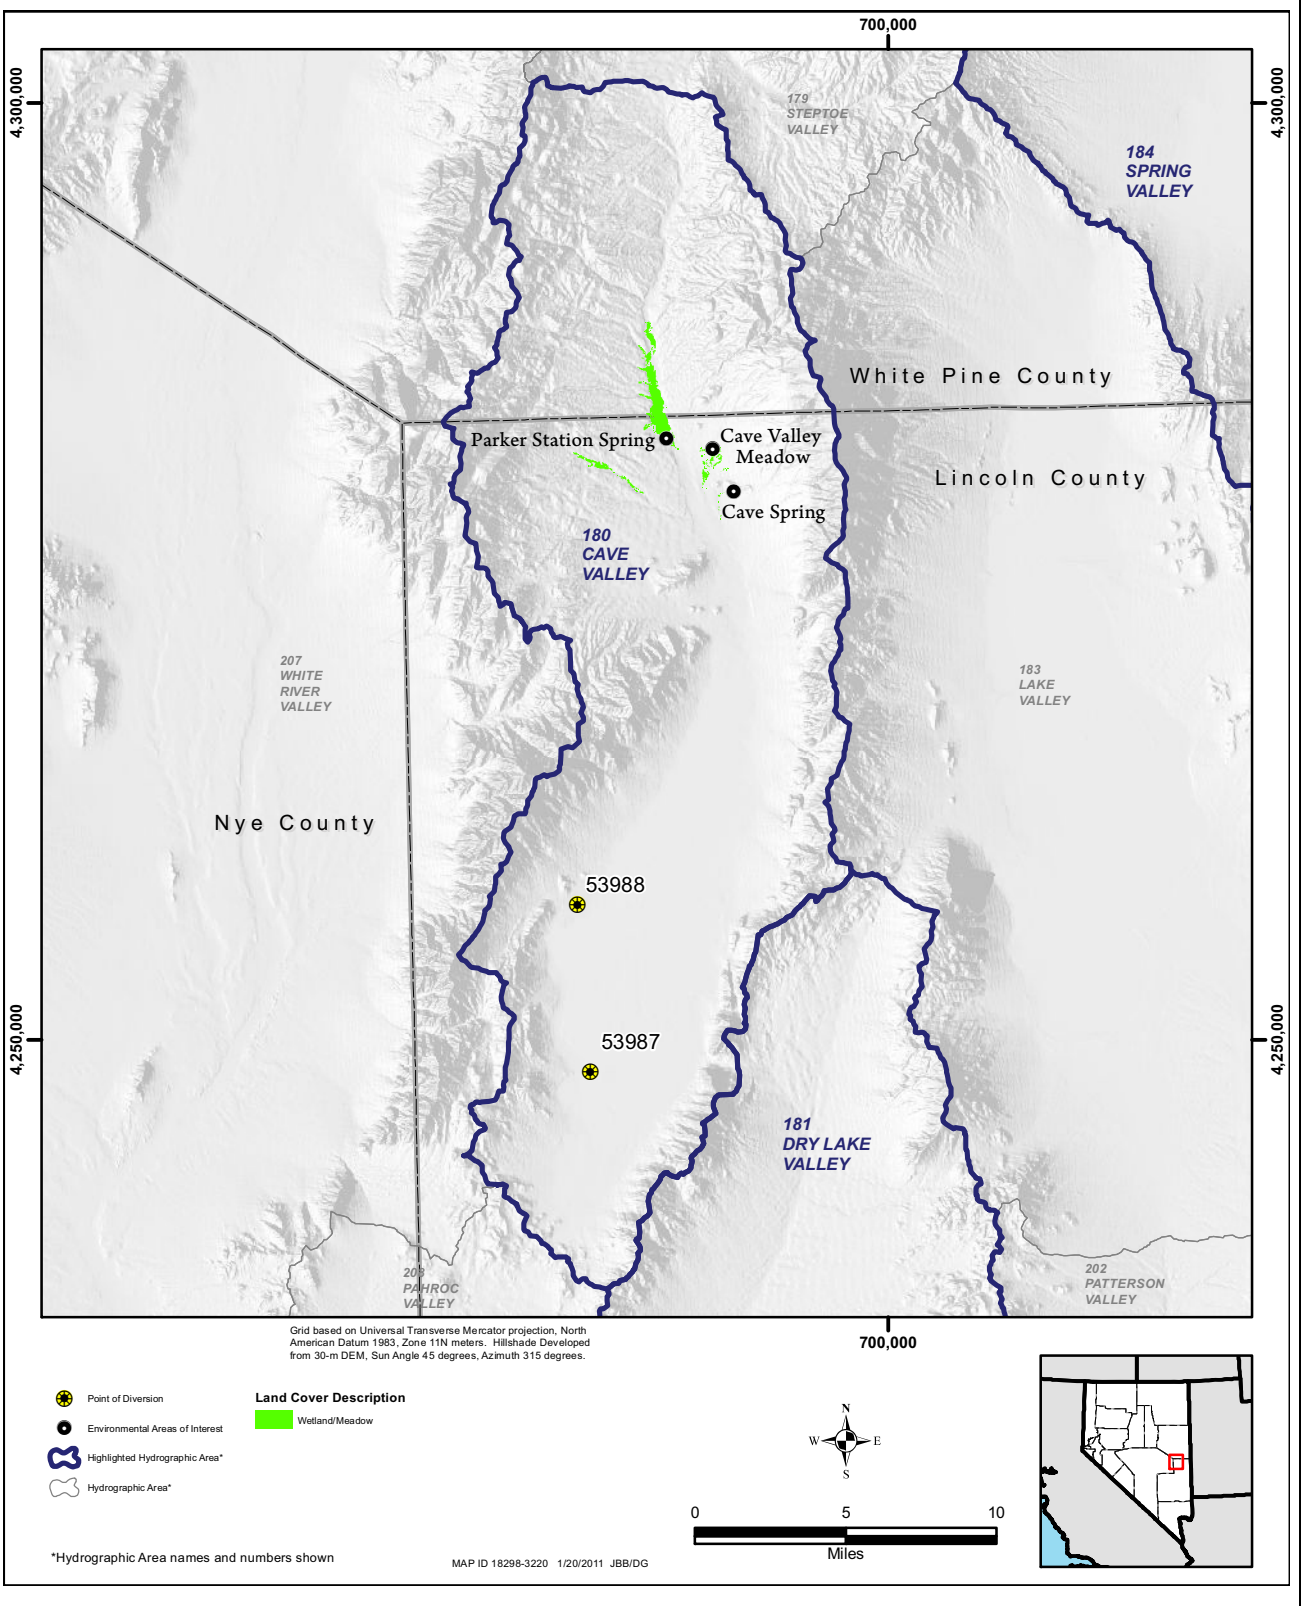 700,000
4,300,000
4,300,000
179
STEPTOE
VALLEY
184
SPRING
VALLEY
White Pine County
Parker Station Spring
Cave Valley
Meadow
Lincoln County
Cave Spring
180
CAVE
VALLEY
207
WHITE
RIVER
VALLEY
183
LAKE
VALLEY
Nye County
53988
4,250,000
53987
4,250,000
181
DRY LAKE
VALLEY
208
PAHROC
VALLEY
202
PATTERSON
VALLEY
700,000
Grid based on Universal Transverse Mercator projection, North
American Datum 1983, Zone 11N meters. Hillshade Developed
from 30-m DEM, Sun Angle 45 degrees, Azimuth 315 degrees.
Point of Diversion
Environmental Areas of Interest
Highlighted Hydrographic Area*
Hydrographic Area*
Land Cover Description
Wetland/Meadow
N
W E
S
0 5 10
Miles
*Hydrographic Area names and numbers shown
MAP ID 18298-3220 1/20/2011 JBB/DG